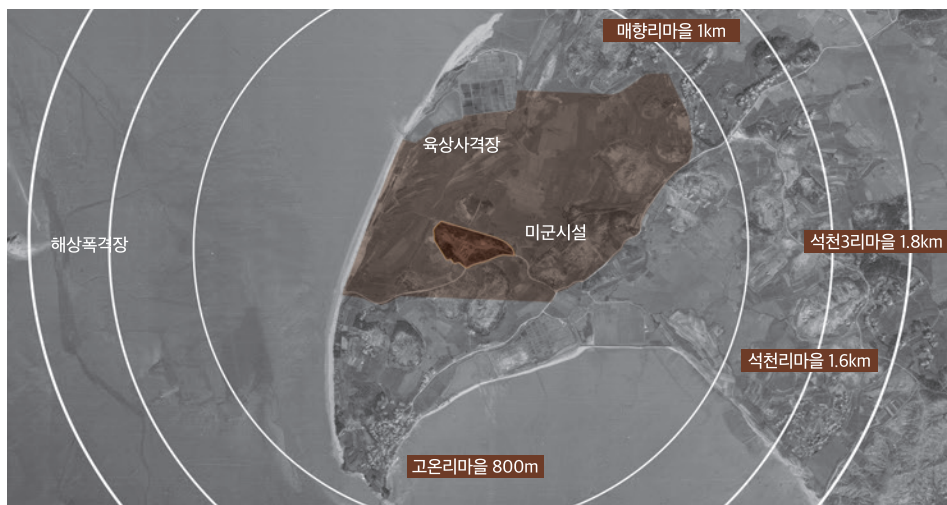 매향리마을 1km
육상사격장
미군시설
해상폭격장
석천3리마을 1.8km
석천리마을 1.6km
고온리마을 800m